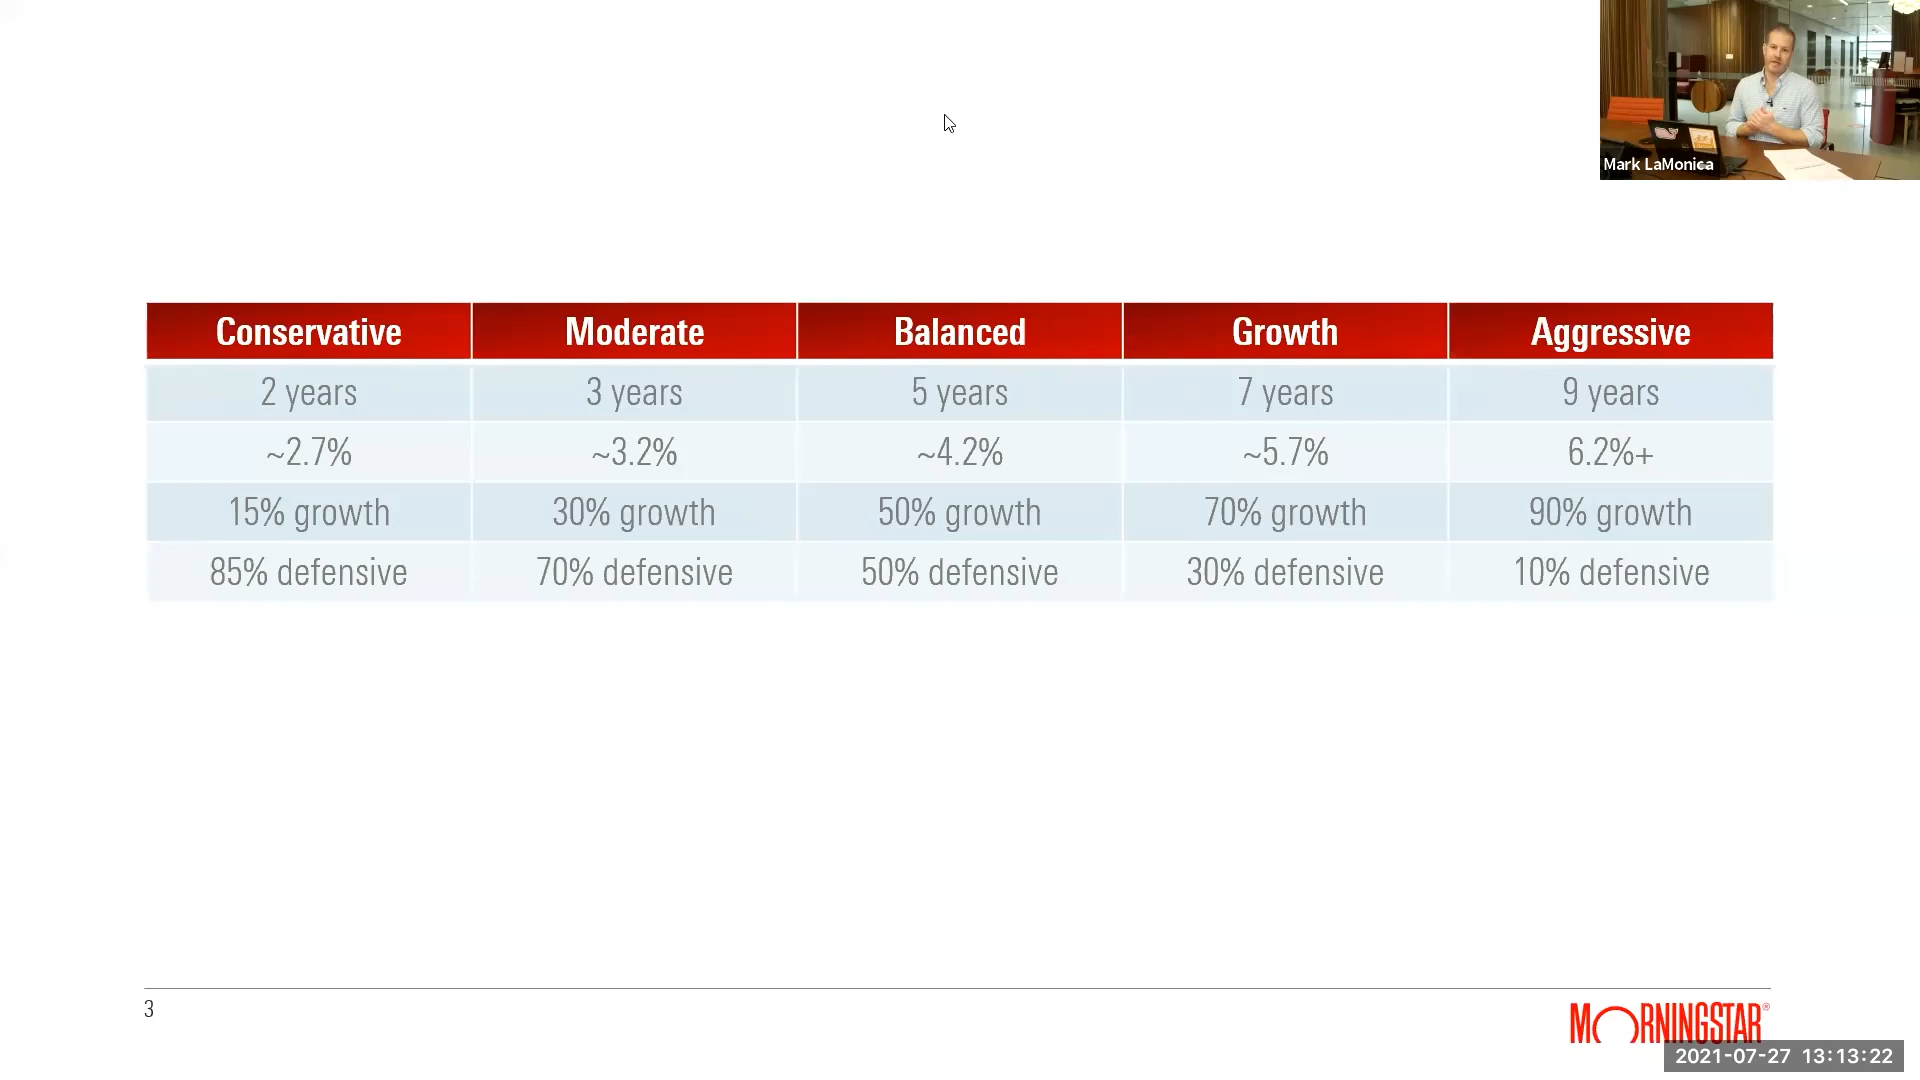 Mark LaMonica
Conservative Moderate Balanced Growth Aggressive
2 years 3 years 5 years 7 years 9 years
~2.7% ~3.2% ~4.2% ~5.7% 6.2%+
15% growth 30% growth 50% growth 70% growth 90% growth
85% defensive 70% defensive 50% defensive 30% defensive 10% defensive
3
MORNINGSTAR®
2021-07-27 13:13:22